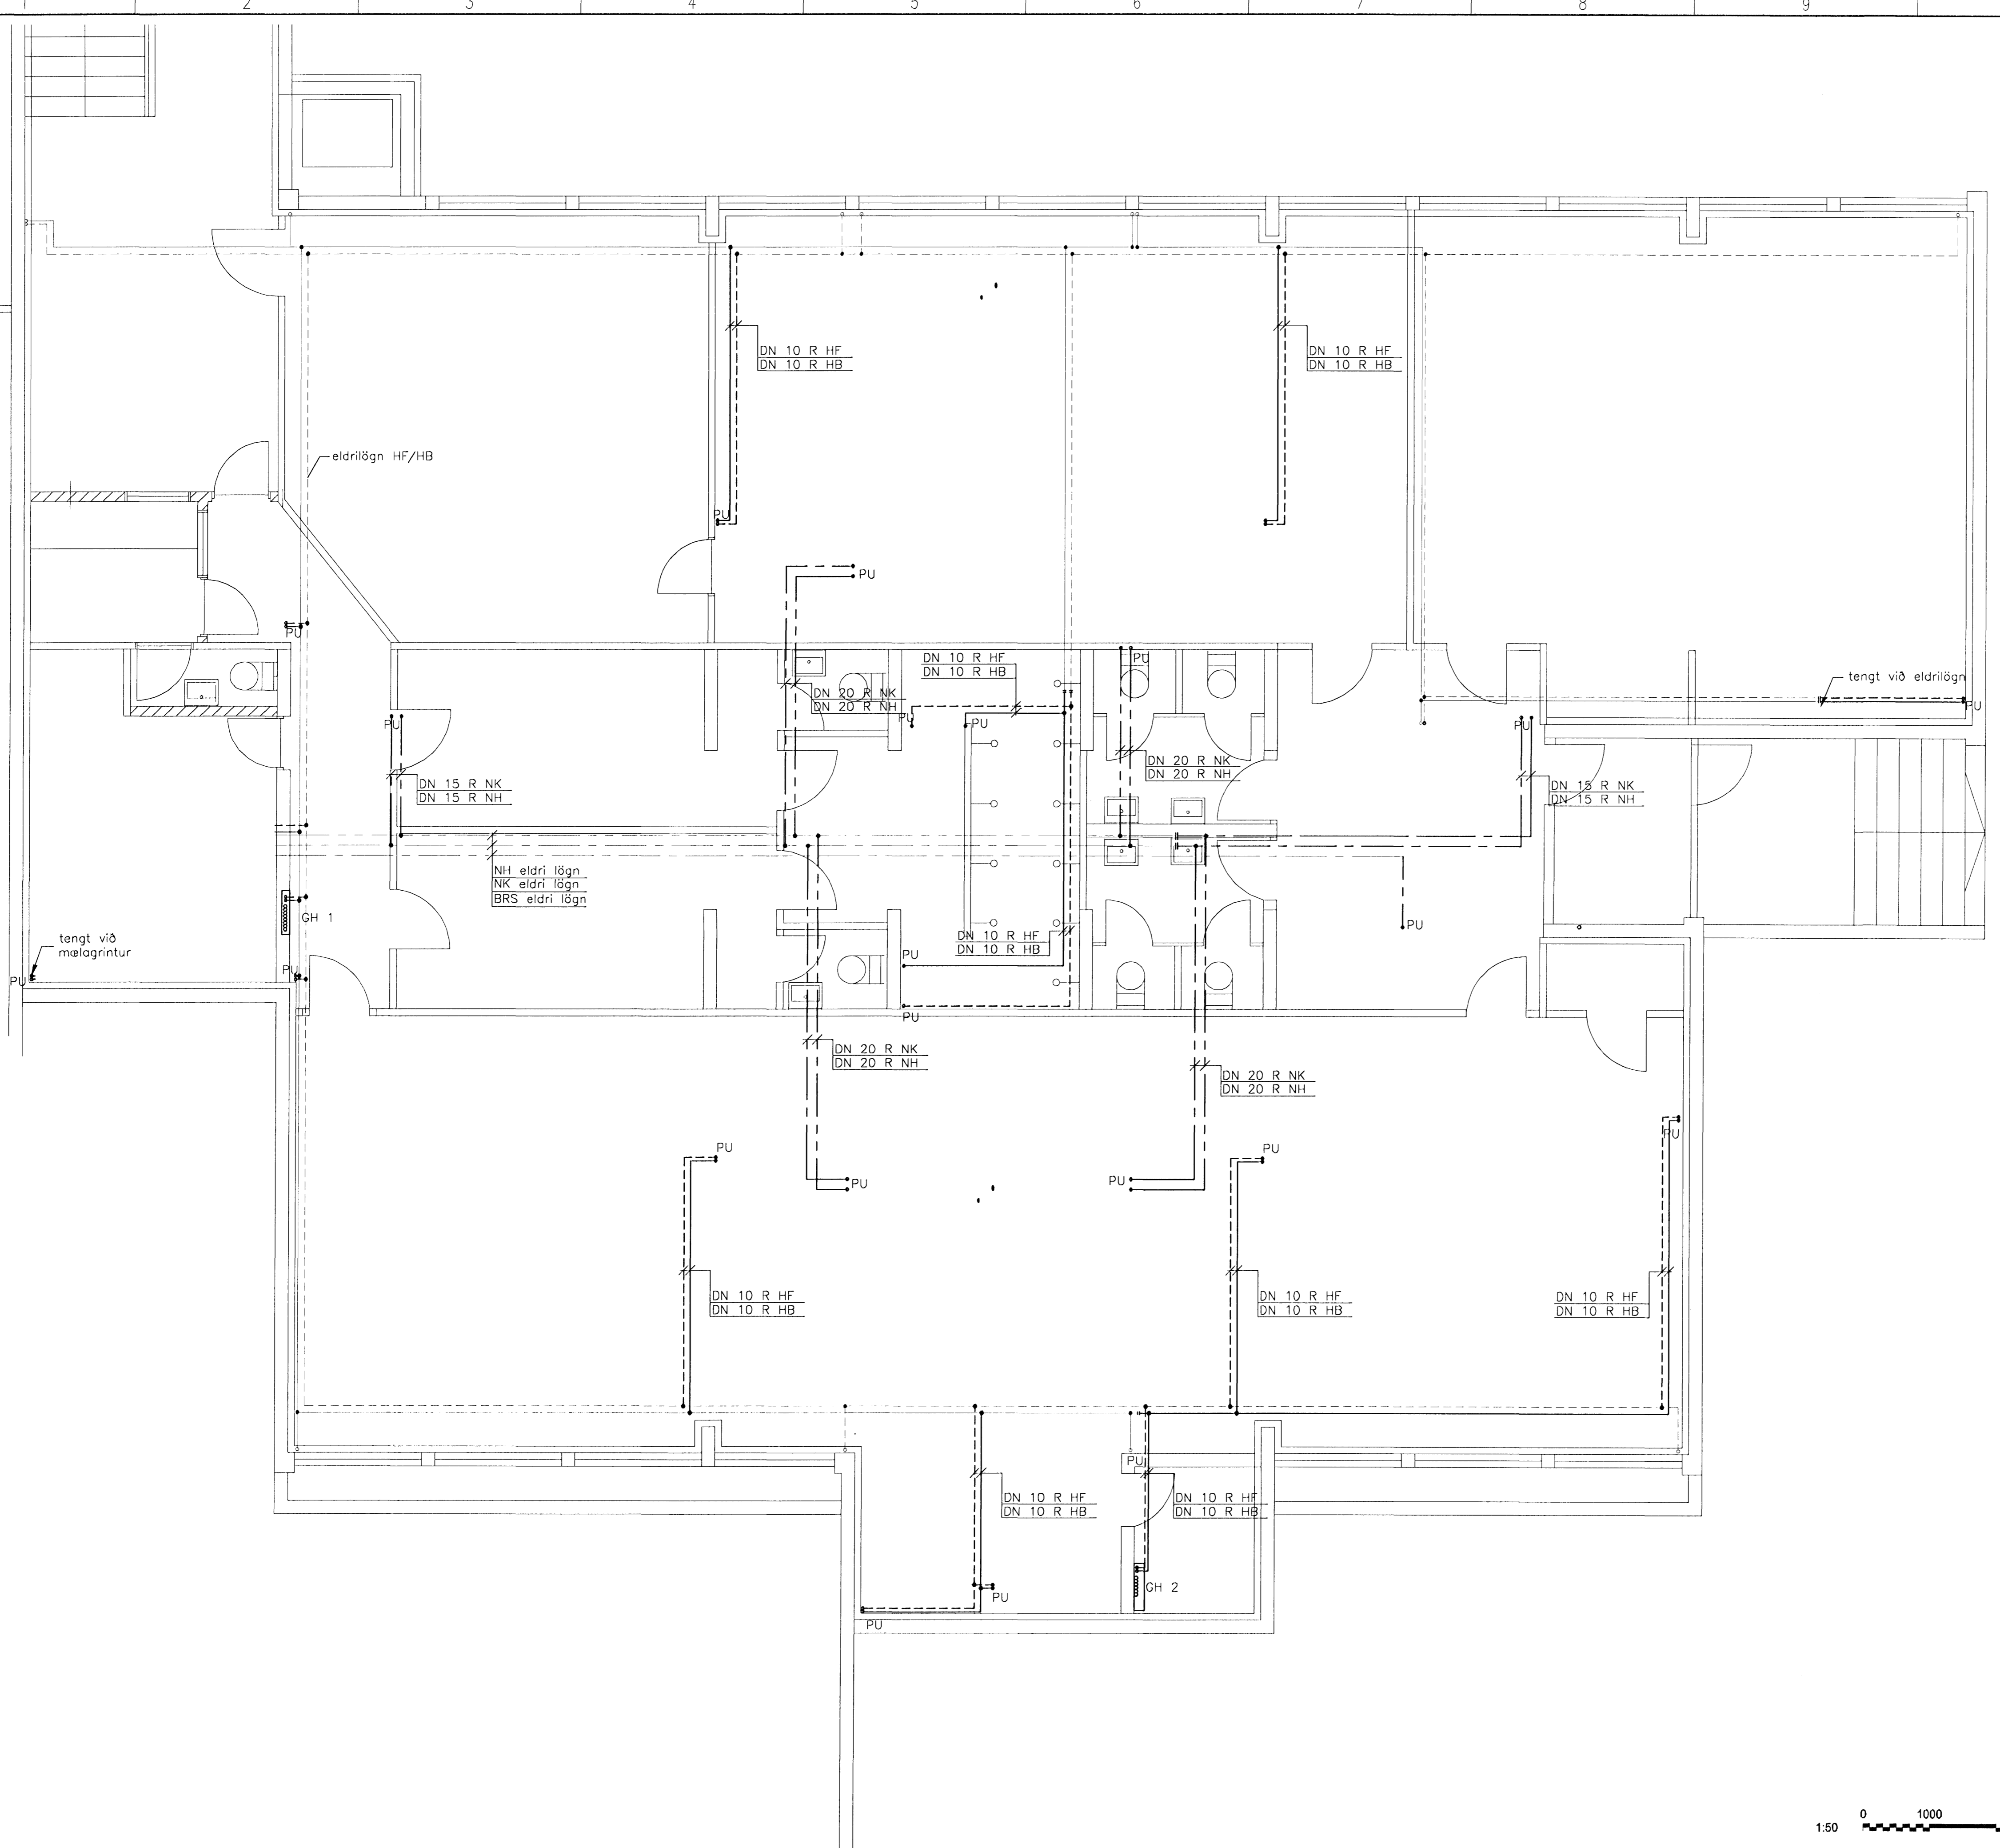 2
3
4
5
6
7
8
9
DN 10 R HF
DN 10 R HB
DN 10 R HF
DN 10 R HB
eldrilögn HF/HB
PU
PU
PU
DN 10 R HF
DN 10 R HB
PU
tengt við eldrilögn
PU
DN 20 R NK
DN 20 R NH
PU
PU
PU
PU
DN 20 R NK
DN 20 R NH
DN 15 R NK
DN 15 R NH
DN 15 R NK
DN 15 R NH
NH eldri lögn
NK eldri lögn
BRS eldri lögn
GH 1
PU
tengt við
mælagrintur
DN 10 R HF
DN 10 R HB
PU
PU
PU
PU
DN 20 R NK
DN 20 R NH
DN 20 R NK
DN 20 R NH
PU
PU
PU
PU
PU
DN 10 R HF
DN 10 R HB
DN 10 R HF
DN 10 R HB
DN 10 R HF
DN 10 R HB
PU
DN 10 R HF
DN 10 R HB
DN 10 R HF
DN 10 R HB
GH 2
PU
PU
0 1000
1:50